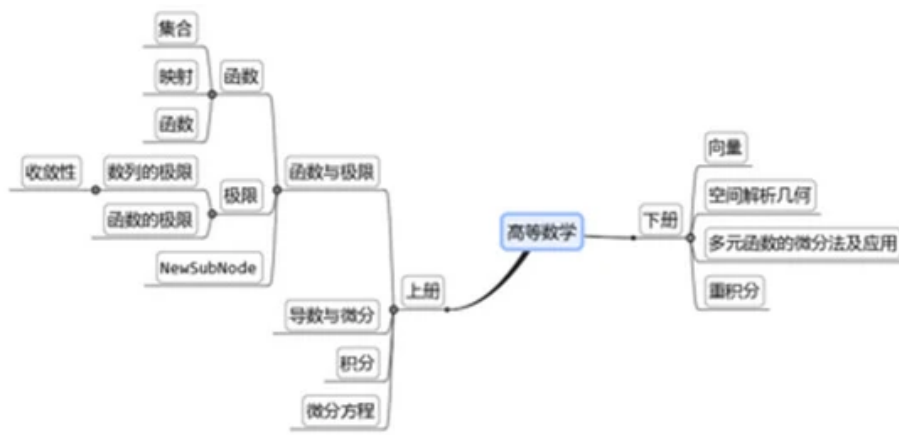 集合
映射
函数
函数
收敛性
数列的极限
函数的极限
极限
函数与极限
NewSubNode
导数与微分
积分
微分方程
上册
高等数学
下册
向量
空间解析几何
多元函数的微分法及应用
重积分